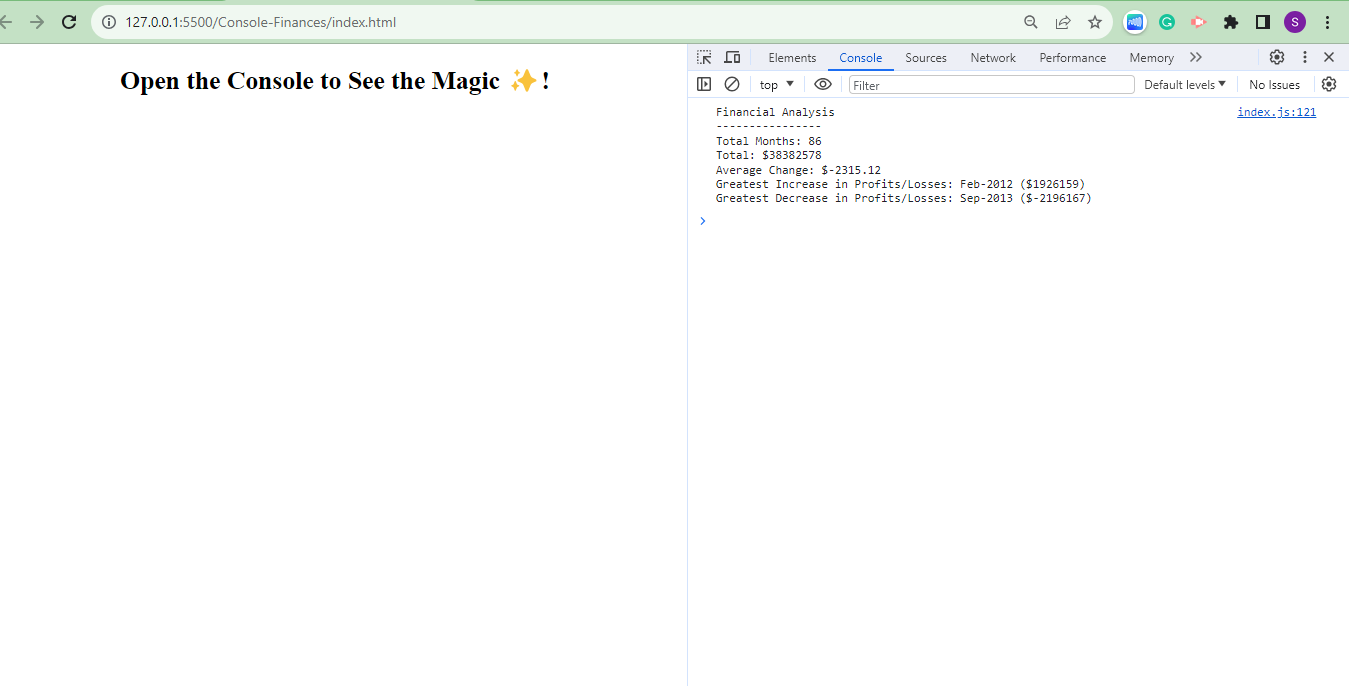 127.0.0.1:5500/Console-Finances/index.html
S
Open the Console to See the Magic ✨!
Elements Console Sources Network Performance Memory
top Filter Default levels No Issues
Financial Analysis index.js:121
----------------
Total Months: 86
Total: $38382578
Average Change: $-2315.12
Greatest Increase in Profits/Losses: Feb-2012 ($1926159)
Greatest Decrease in Profits/Losses: Sep-2013 ($-2196167)